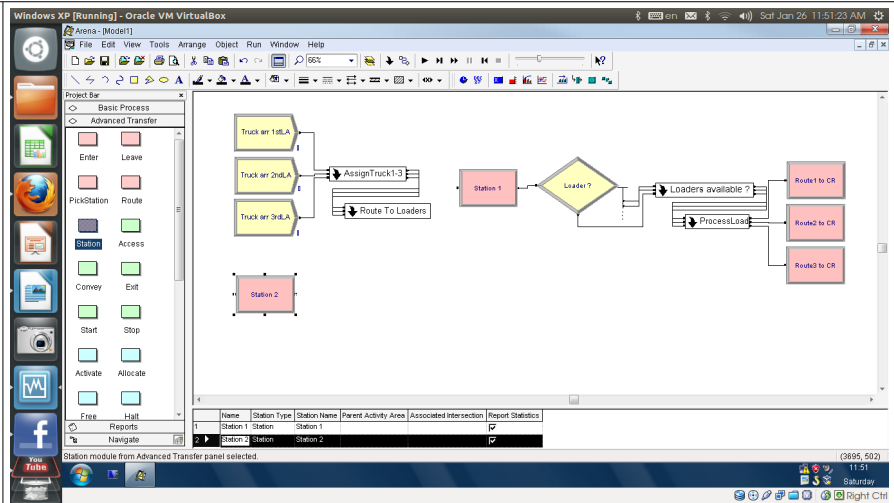 Windows XP [Running] - Oracle VM VirtualBox
en
Sat Jan 26 11:51:23 AM
Arena - [Model1]
File Edit View Tools Arrange Object Run Window Help
66%
Project Bar
Basic Process
Advanced Transfer
Enter Leave
PickStation Route
Station Access
Convey Exit
Start Stop
Activate Allocate
Free Halt
Reports
Navigate
Truck arr 1stLA
Truck arr 2ndLA
Truck arr 3rdLA
AssignTruck1-3
Route To Loaders
Station 1
Loader ?
Loaders available ?
ProcessLoad
Route1 to CR
Route2 to CR
Route3 to CR
Station 2
Name Station Type Station Name Parent Activity Area Associated Intersection Report Statistics
1 Station 1 Station Station 1
2 Station 2 Station Station 2
Station module from Advanced Transfer panel selected.
(3695, 502)
You
Tube
11:51
Saturday
Right Ctrl